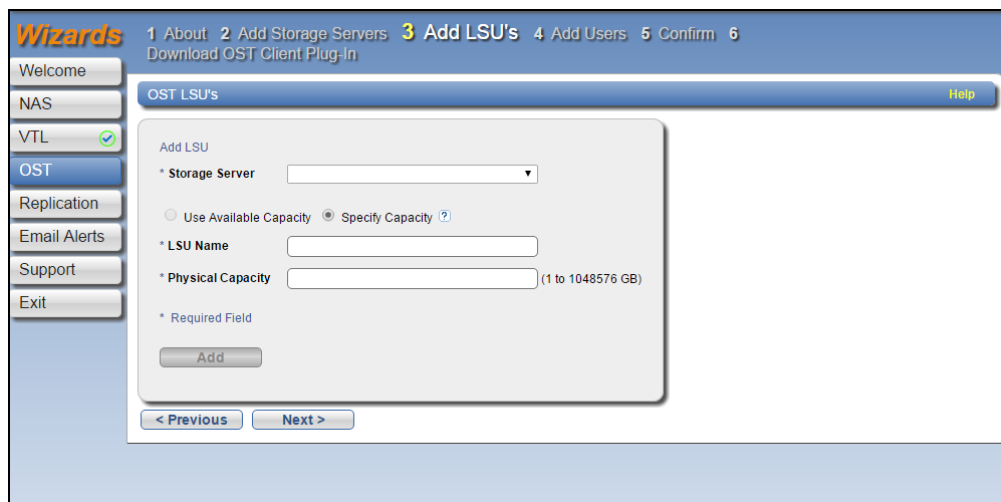 Wizards
1 About 2 Add Storage Servers 3 Add LSU's 4 Add Users 5 Confirm 6
Download OST Client Plug-In
Welcome
NAS
VTL
OST
Replication
Email Alerts
Support
Exit
OST LSU's
Help
Add LSU
* Storage Server
Use Available Capacity Specify Capacity ?
* LSU Name
* Physical Capacity (1 to 1048576 GB)
* Required Field
Add
< Previous Next >